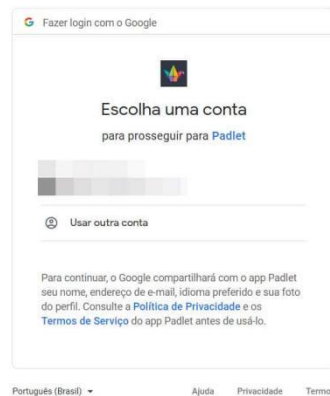 Fazer login com o Google
Escolha uma conta
para prosseguir para Padlet
Usar outra conta
Para continuar, o Google compartilhará com o app Padlet
seu nome, endereço de e-mail, idioma preferido e sua foto
do perfil. Consulte a Política de Privacidade e os
Termos de Serviço do app Padlet antes de usá-lo.
Português (Brasil)
Ajuda Privacidade Termo